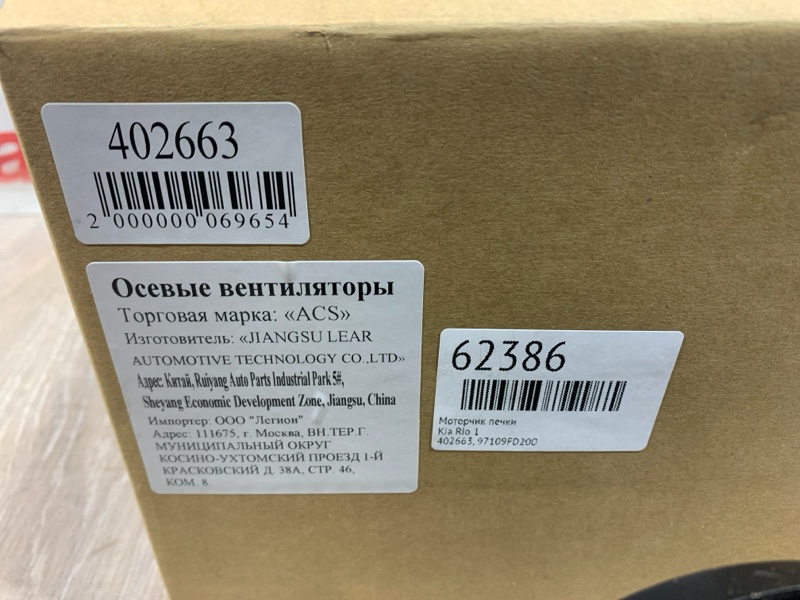 402663
2 000000 069654
Осевые вентиляторы
Торговая марка: «ACS»
Изготовитель: «JIANGSU LEAR
AUTOMOTIVE TECHNOLOGY CO.,LTD»
Адрес: Китай, Ruiyang Auto Parts Industrial Park 5#,
Sheyang Economic Development Zone, Jiangsu, China
Импортер: ООО "Легион"
Адрес: 111675, г. Москва, ВН.ТЕР.Г.
МУНИЦИПАЛЬНЫЙ ОКРУГ
КОСИНО-УХТОМСКИЙ ПРОЕЗД 1-Й
КРАСКОВСКИЙ Д. 38А, СТР. 46,
КОМ. 8.
62386
Моторчик печки
Kia Rio 1
402663, 97109FD200